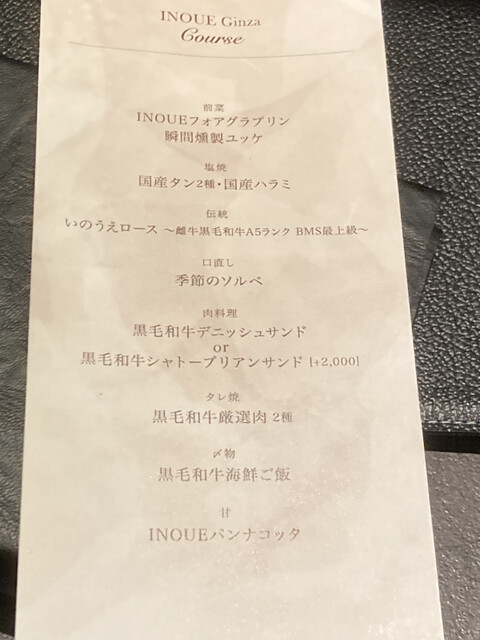 INOUE Ginza
Course
前菜
INOUEフォアグラプリン
瞬間燻製ユッケ
塩焼
国産タン2種・国産ハラミ
伝統
いのうえロース 〜雌牛黒毛和牛A5ランク BMS最上級〜
口直し
季節のソルベ
肉料理
黒毛和牛デニッシュサンド
or
黒毛和牛シャトーブリアンサンド [+2,000]
タレ焼
黒毛和牛厳選肉 2種
〆物
黒毛和牛海鮮ご飯
甘
INOUEパンナコッタ